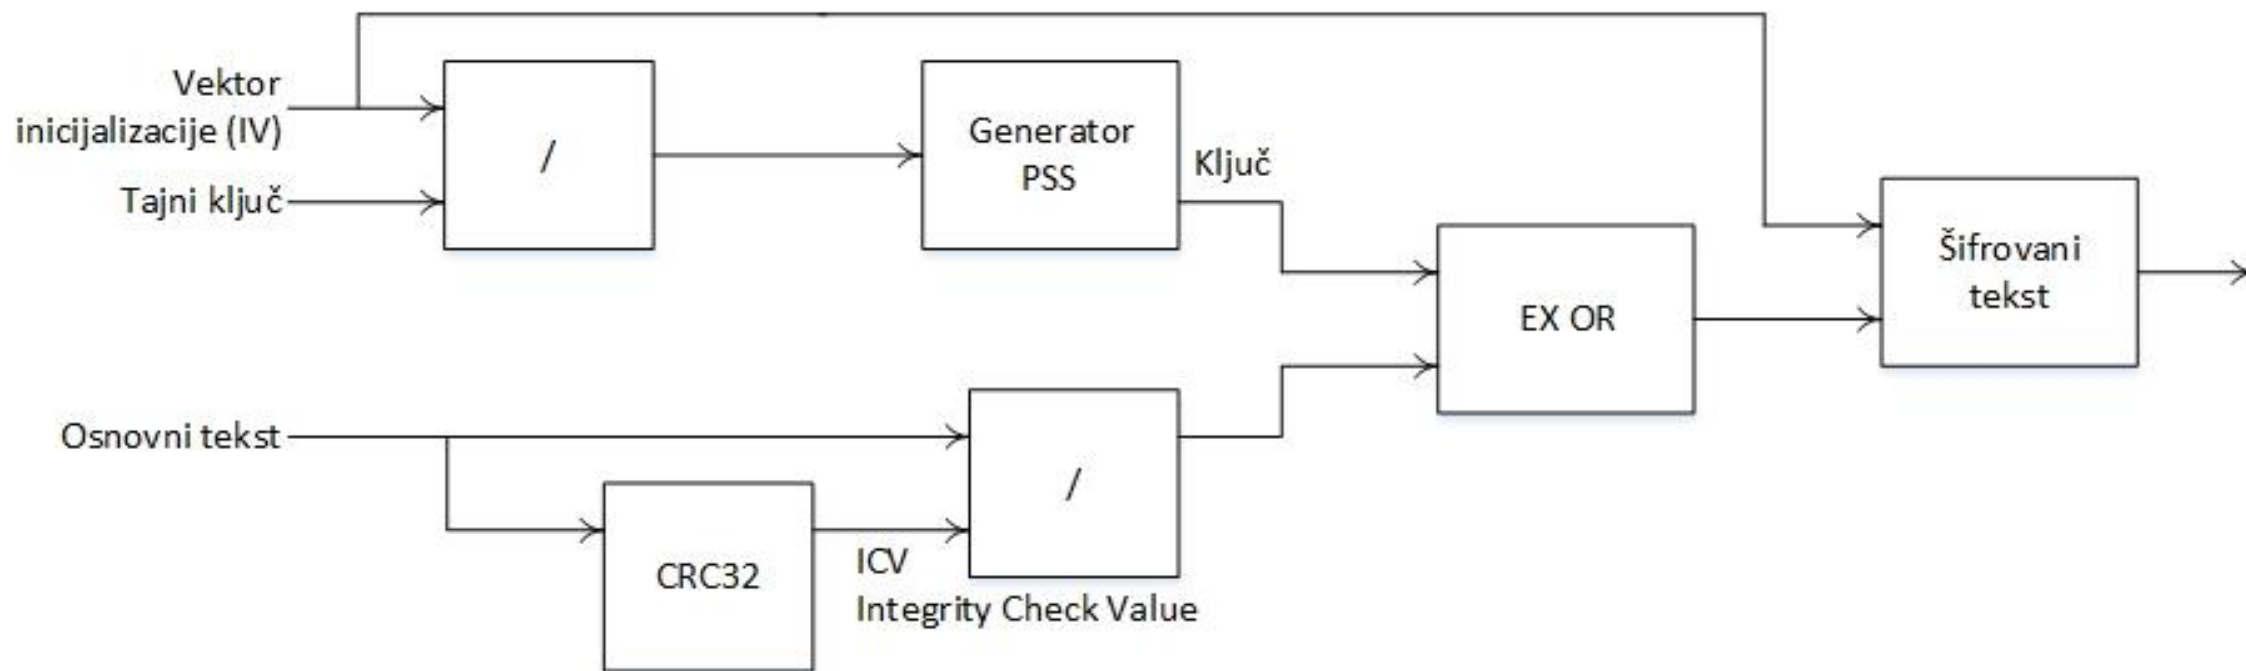 Vektor
inicijalizacije (IV)
Tajni ključ
/
Generator
PSS
Ključ
EX OR
Šifrovani
tekst
Osnovni tekst
/
CRC32
ICV
Integrity Check Value